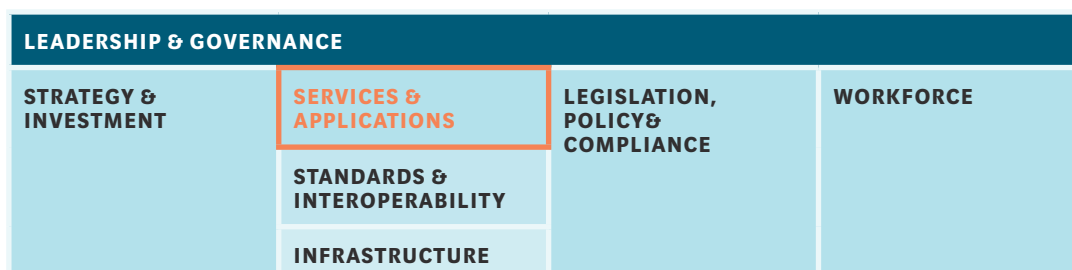 LEADERSHIP & GOVERNANCE
STRATEGY &
INVESTMENT
SERVICES &
APPLICATIONS
STANDARDS &
INTEROPERABILITY
INFRASTRUCTURE
LEGISLATION,
POLICY&
COMPLIANCE
WORKFORCE